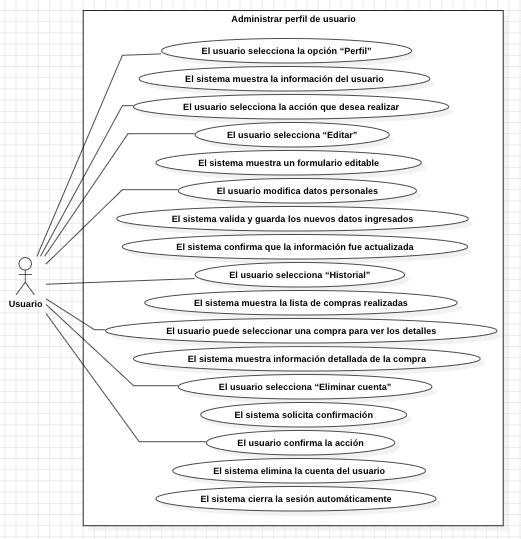 Administrar perfil de usuario
El usuario selecciona la opción “Perfil”
El sistema muestra la información del usuario
El usuario selecciona la acción que desea realizar
El usuario selecciona “Editar”
El sistema muestra un formulario editable
El usuario modifica datos personales
El sistema valida y guarda los nuevos datos ingresados
El sistema confirma que la información fue actualizada
El usuario selecciona “Historial”
El sistema muestra la lista de compras realizadas
Usuario
El usuario puede seleccionar una compra para ver los detalles
El sistema muestra información detallada de la compra
El usuario selecciona “Eliminar cuenta”
El sistema solicita confirmación
El usuario confirma la acción
El sistema elimina la cuenta del usuario
El sistema cierra la sesión automáticamente